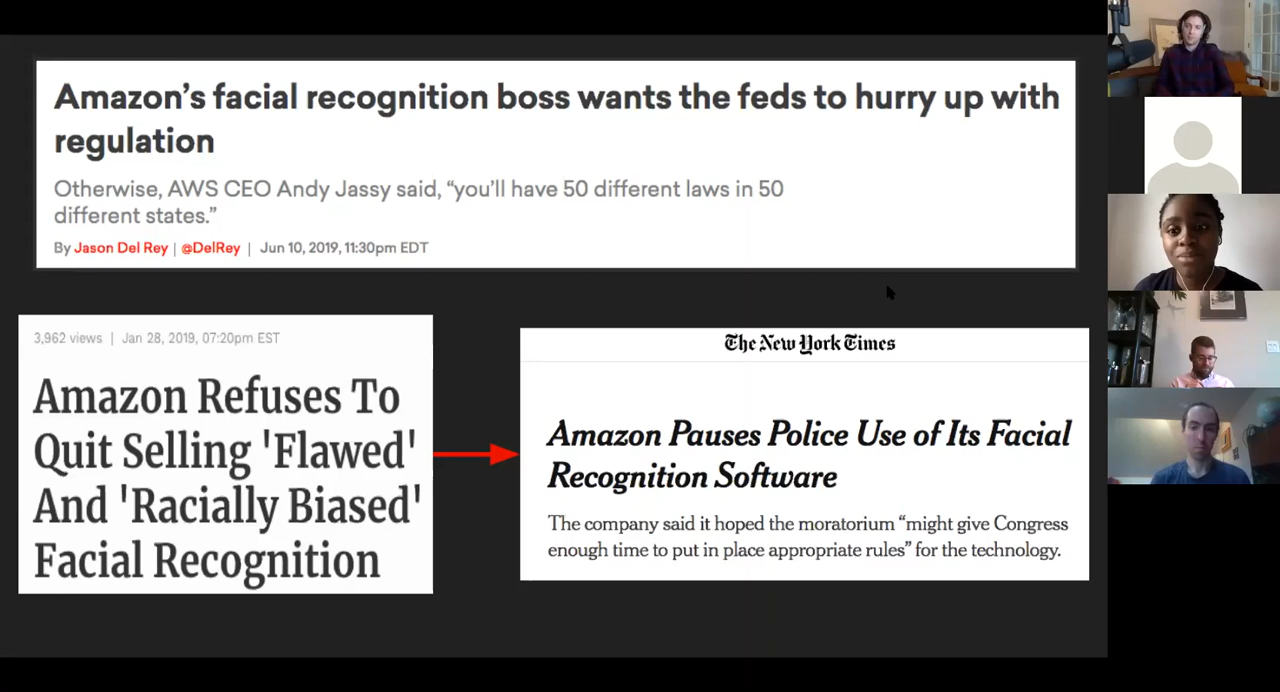 Amazon’s facial recognition boss wants the feds to hurry up with
regulation
Otherwise, AWS CEO Andy Jassy said, “you’ll have 50 different laws in 50
different states.”
By Jason Del Rey | @DelRey | Jun 10, 2019, 11:30pm EDT
3,962 views | Jan 28, 2019, 07:20pm EST
Amazon Refuses To
Quit Selling 'Flawed'
And 'Racially Biased'
Facial Recognition
The New York Times
Amazon Pauses Police Use of Its Facial
Recognition Software
The company said it hoped the moratorium “might give Congress
enough time to put in place appropriate rules” for the technology.